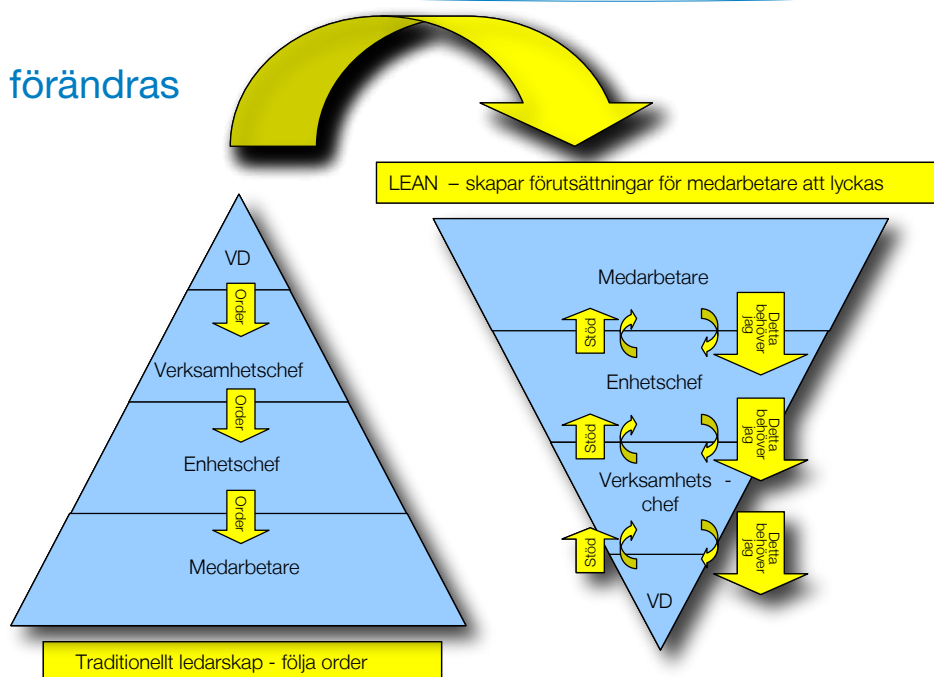 förändras
LEAN – skapar förutsättningar för medarbetare att lyckas
VD
Order
Verksamhetschef
Order
Enhetschef
Order
Medarbetare
Traditionellt ledarskap - följa order
Medarbetare
Stöd
Detta
behöver
jag
Enhetschef
Stöd
Detta
behöver
jag
Verksamhets -
chef
Stöd
Detta
behöver
jag
VD